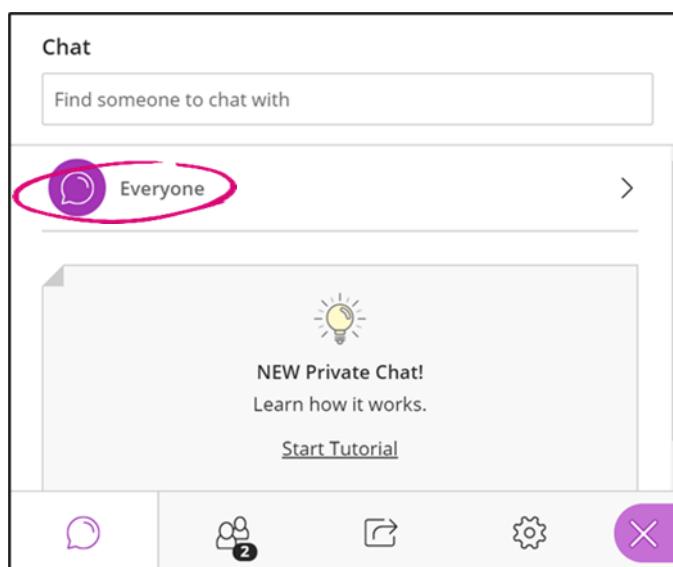 Chat
Find someone to chat with
Everyone
NEW Private Chat!
Learn how it works.
Start Tutorial
2